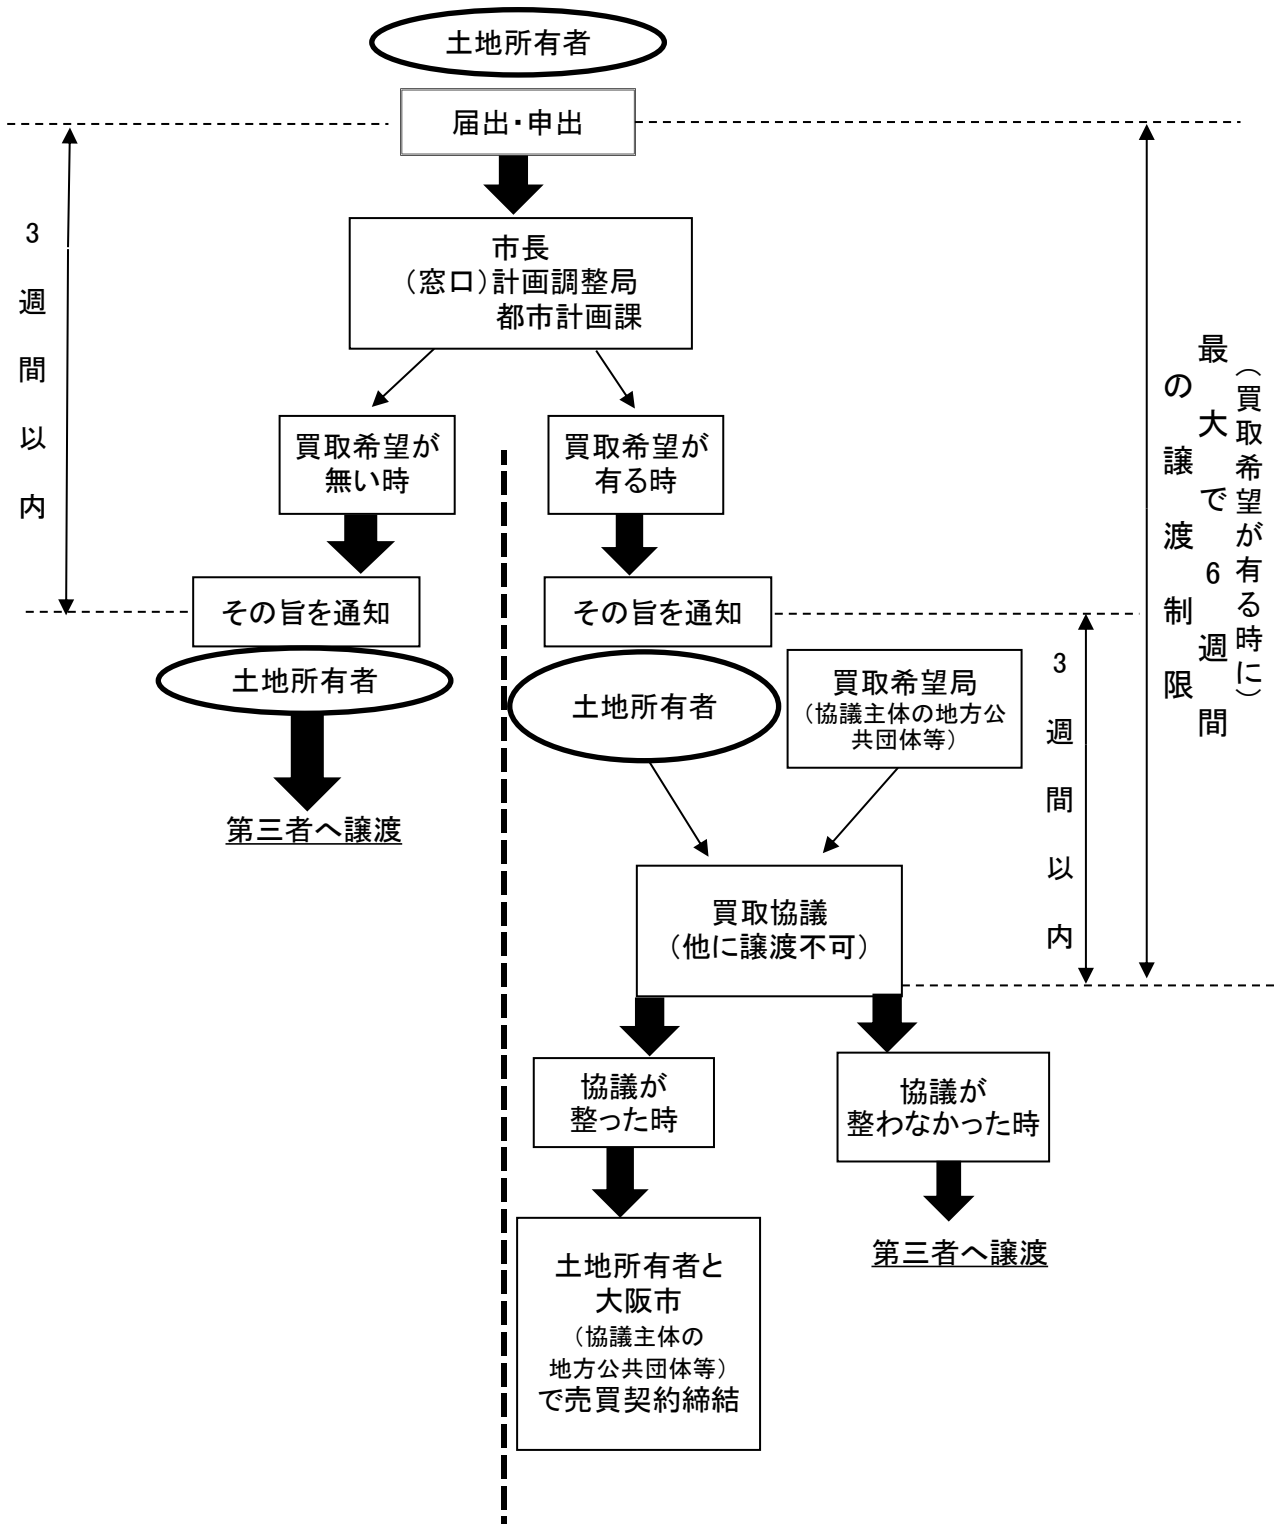 土地所有者
届出・申出
3週間以内
市長
（窓口）計画調整局
都市計画課
買取希望が
無い時
買取希望が
有る時
その旨を通知
その旨を通知
土地所有者
第三者へ譲渡
土地所有者
買取希望局
（協議主体の地方公
共団体等）
3週間以内
（買取希望が有る時に）
最大で6週間
の譲渡制限
買取協議
（他に譲渡不可）
協議が
整った時
協議が
整わなかった時
土地所有者と
大阪市
（協議主体の
地方公共団体等）
で売買契約締結
第三者へ譲渡